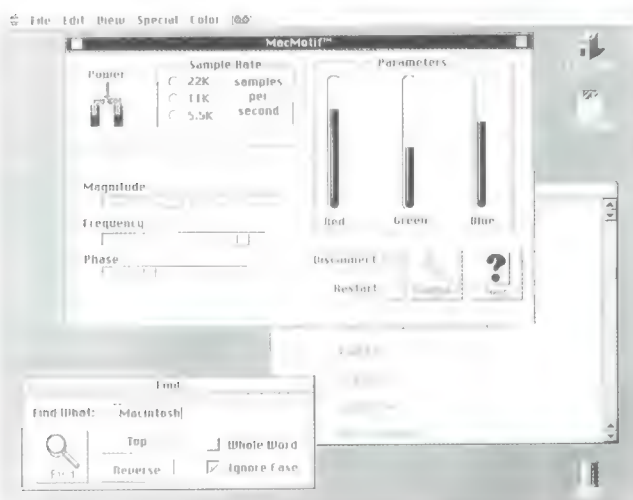 File Edit View Special Color
MacMotif™
Power
Sample Rate
22K samples
11K per
5.5K second
Parameters
Red Green Blue
Magnitude
Frequency
Phase
Disconnect
Restart
Find
Find What: Macintosh
Top
Reverse
Find
Whole Word
Ignore Case